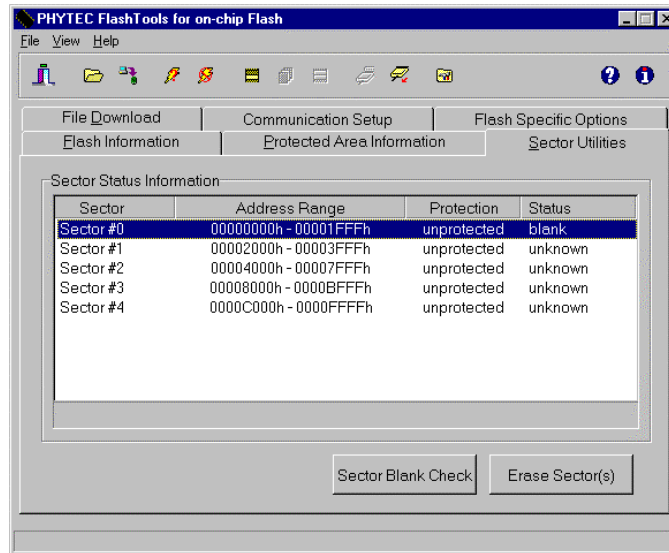 PHYTEC FlashTools for on-chip Flash
File View Help
File Download Communication Setup Flash Specific Options
Flash Information Protected Area Information Sector Utilities
Sector Status Information
Sector Address Range Protection Status
Sector #0 00000000h - 00001FFFh unprotected blank
Sector #1 00002000h - 00003FFFh unprotected unknown
Sector #2 00004000h - 00007FFFh unprotected unknown
Sector #3 00008000h - 0000BFFFh unprotected unknown
Sector #4 0000C000h - 0000FFFFh unprotected unknown
Sector Blank Check Erase Sector(s)